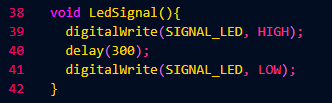 38 void LedSignal(){
39 digitalWrite(SIGNAL_LED, HIGH);
40 delay(300);
41 digitalWrite(SIGNAL_LED, LOW);
42 }